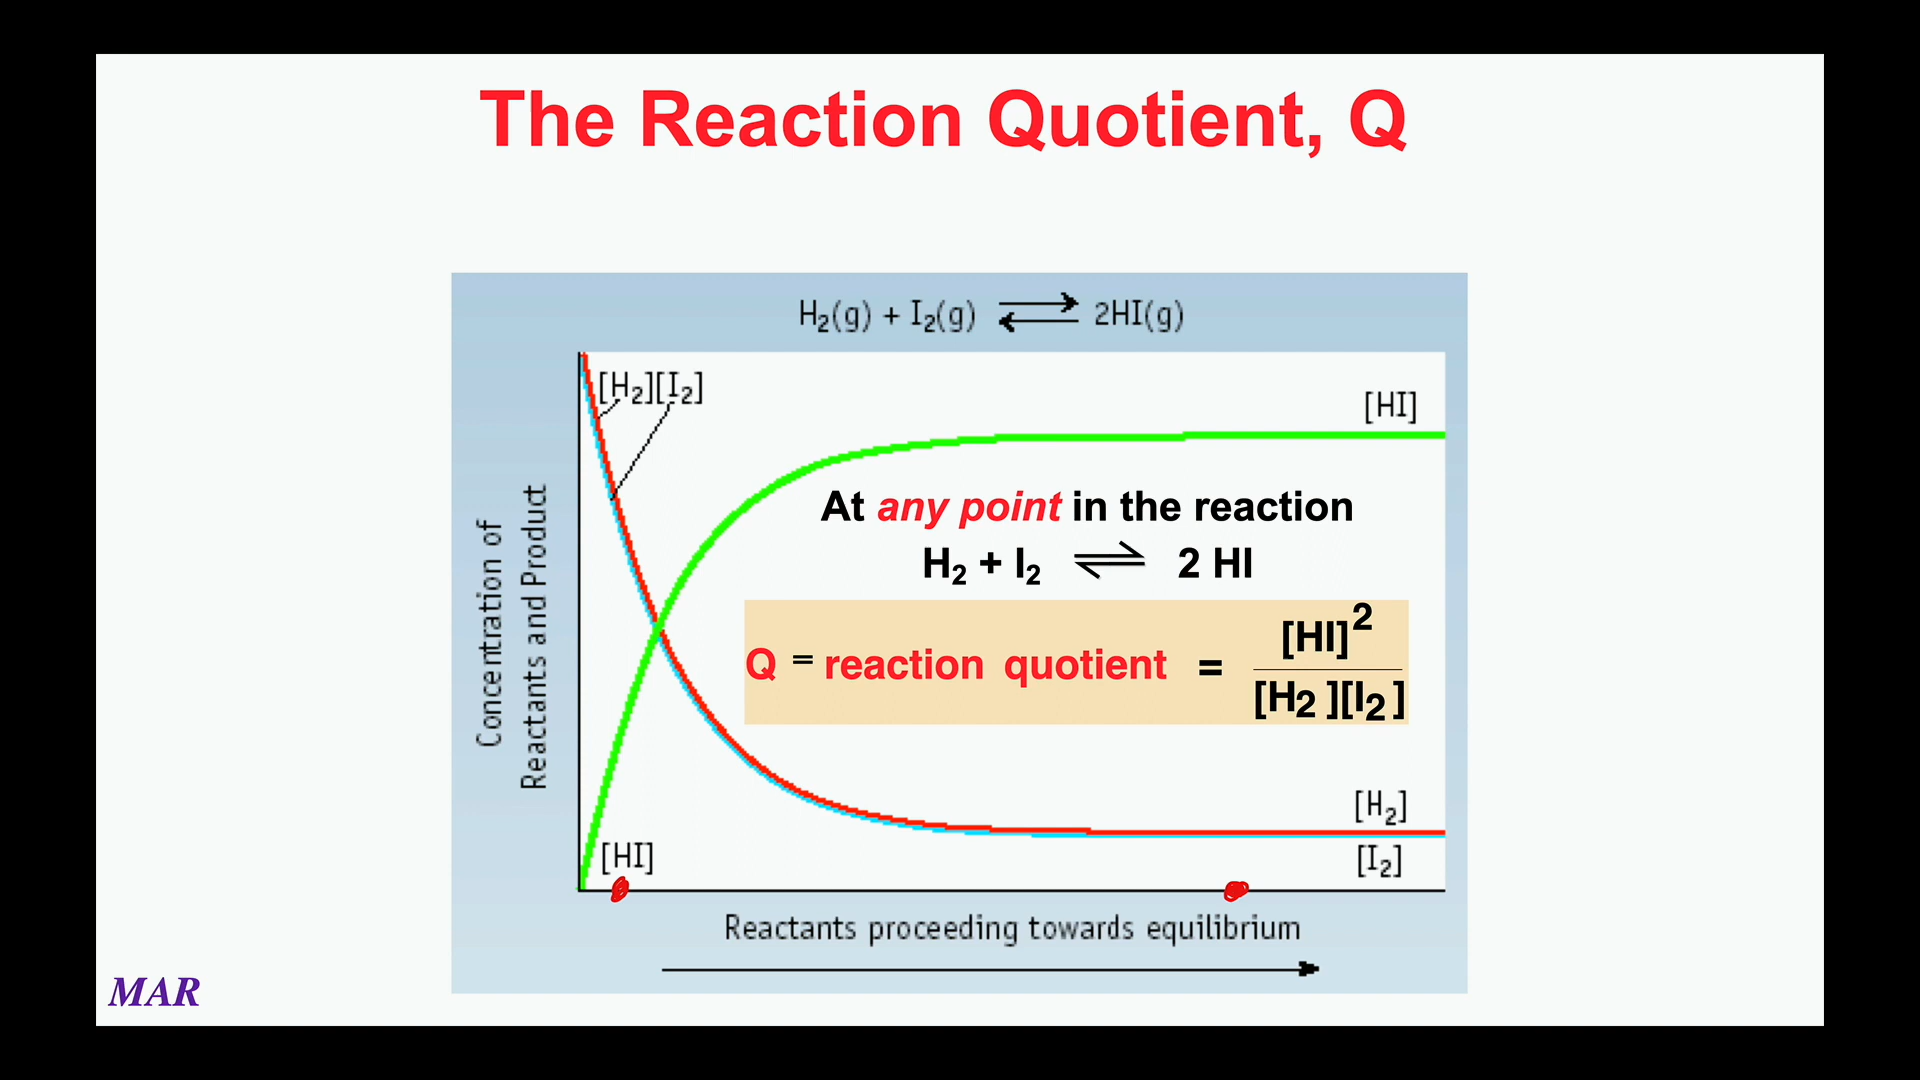 The Reaction Quotient, Q
H₂(g) + I₂(g) ⇄ 2HI(g)
[H₂][I₂]
[HI]
At any point in the reaction
H₂ + I₂ ⇌ 2 HI
Q = reaction quotient = [HI]² / [H₂][I₂]
Concentration of
Reactants and Product
[H₂]
[HI]
[I₂]
Reactants proceeding towards equilibrium
MAR